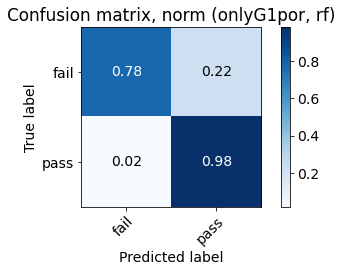 Confusion matrix, norm (onlyG1por, rf)
True label
fail
0.78
0.22
pass
0.02
0.98
fail
pass
Predicted label
0.8
0.6
0.4
0.2